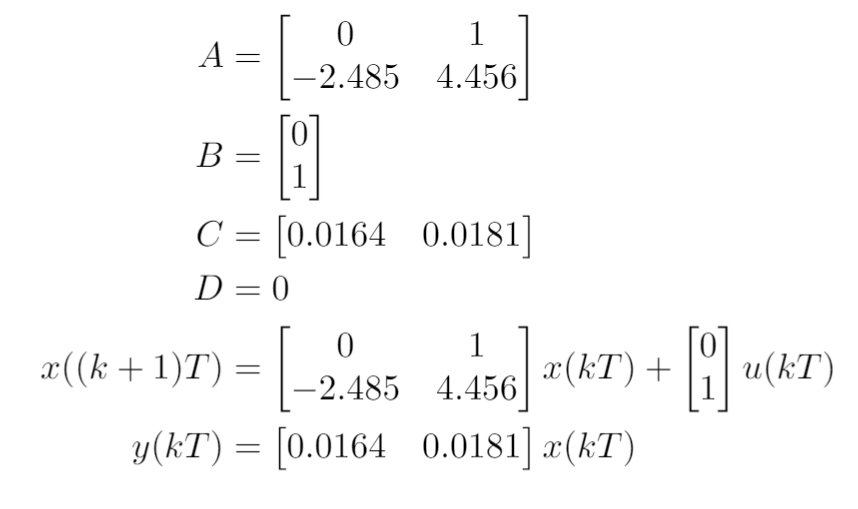 A = [0 1; −2.485 4.456]
B = [0; 1]
C = [0.0164 0.0181]
D = 0
x((k + 1)T) = [0 1; −2.485 4.456] x(kT) + [0; 1] u(kT)
y(kT) = [0.0164 0.0181] x(kT)